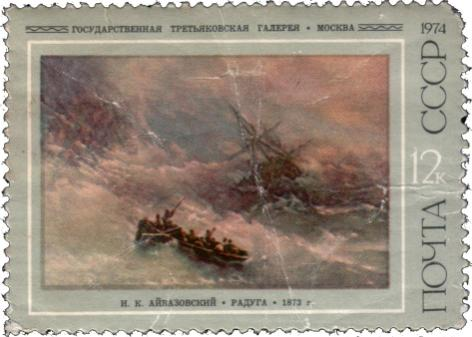 ГОСУДАРСТВЕННАЯ ТРЕТЬЯКОВСКАЯ ГАЛЕРЕЯ • МОСКВА
1974
ПОЧТА СССР
12к
И. К. АЙВАЗОВСКИЙ • РАДУГА • 1873 г.